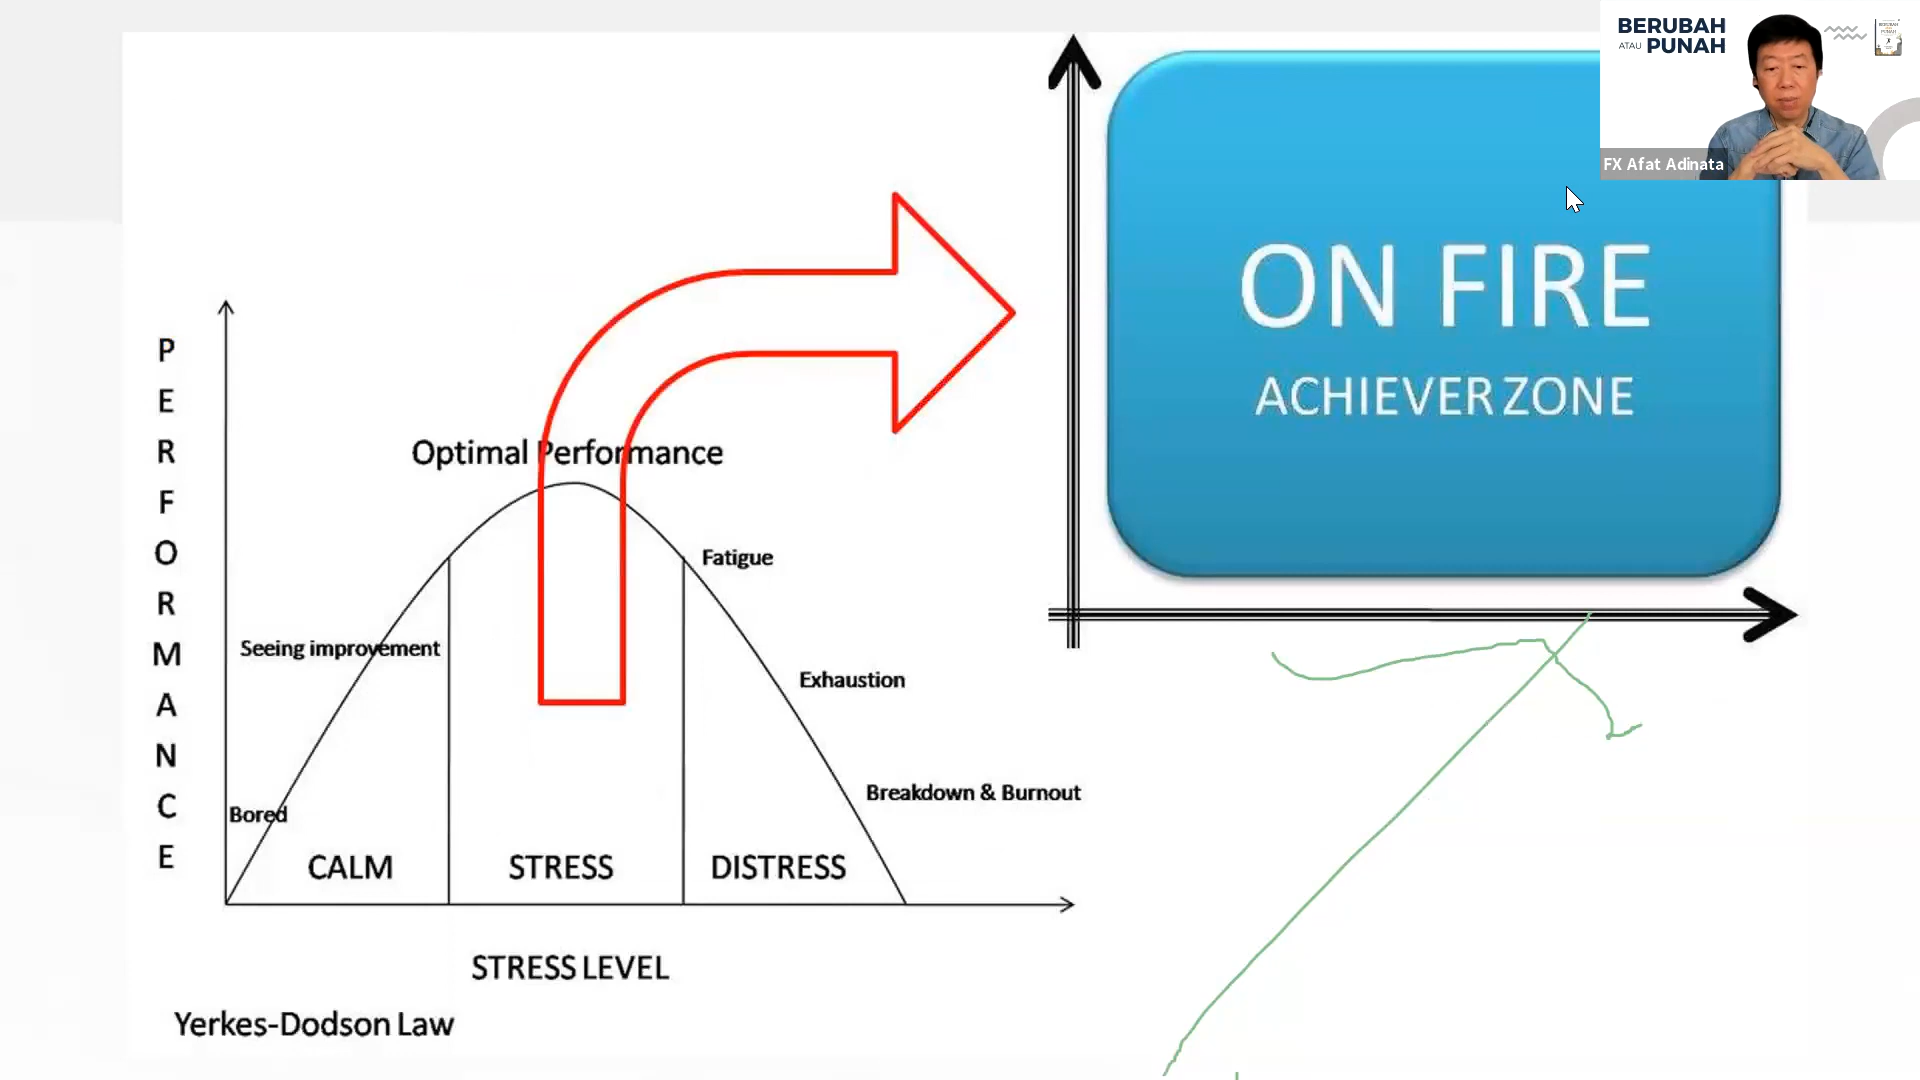 BERUBAH
ATAU PUNAH
FX Afat Adinata
ON FIRE
ACHIEVER ZONE
PERFORMANCE
Optimal Performance
Fatigue
Seeing improvement
Exhaustion
Breakdown & Burnout
Bored
CALM
STRESS
DISTRESS
STRESS LEVEL
Yerkes-Dodson Law